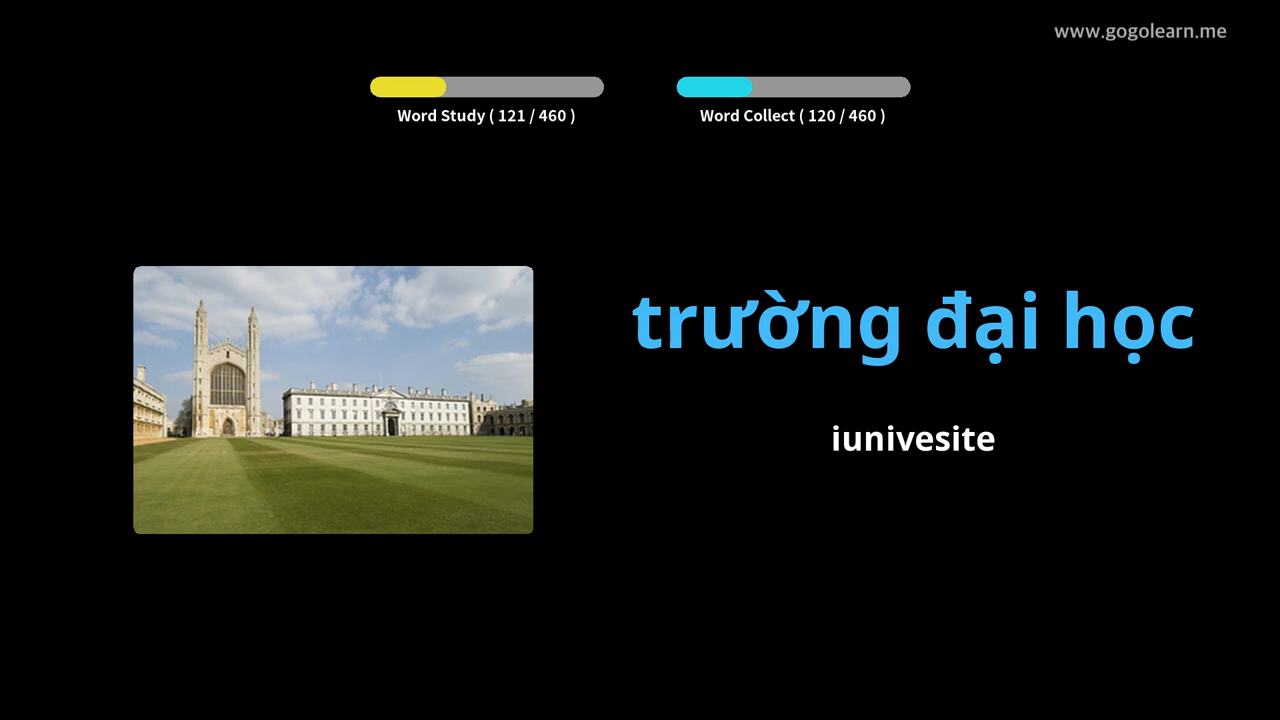 www.gogolearn.me
Word Study ( 121 / 460 )
Word Collect ( 120 / 460 )
trường đại học
iunivesite